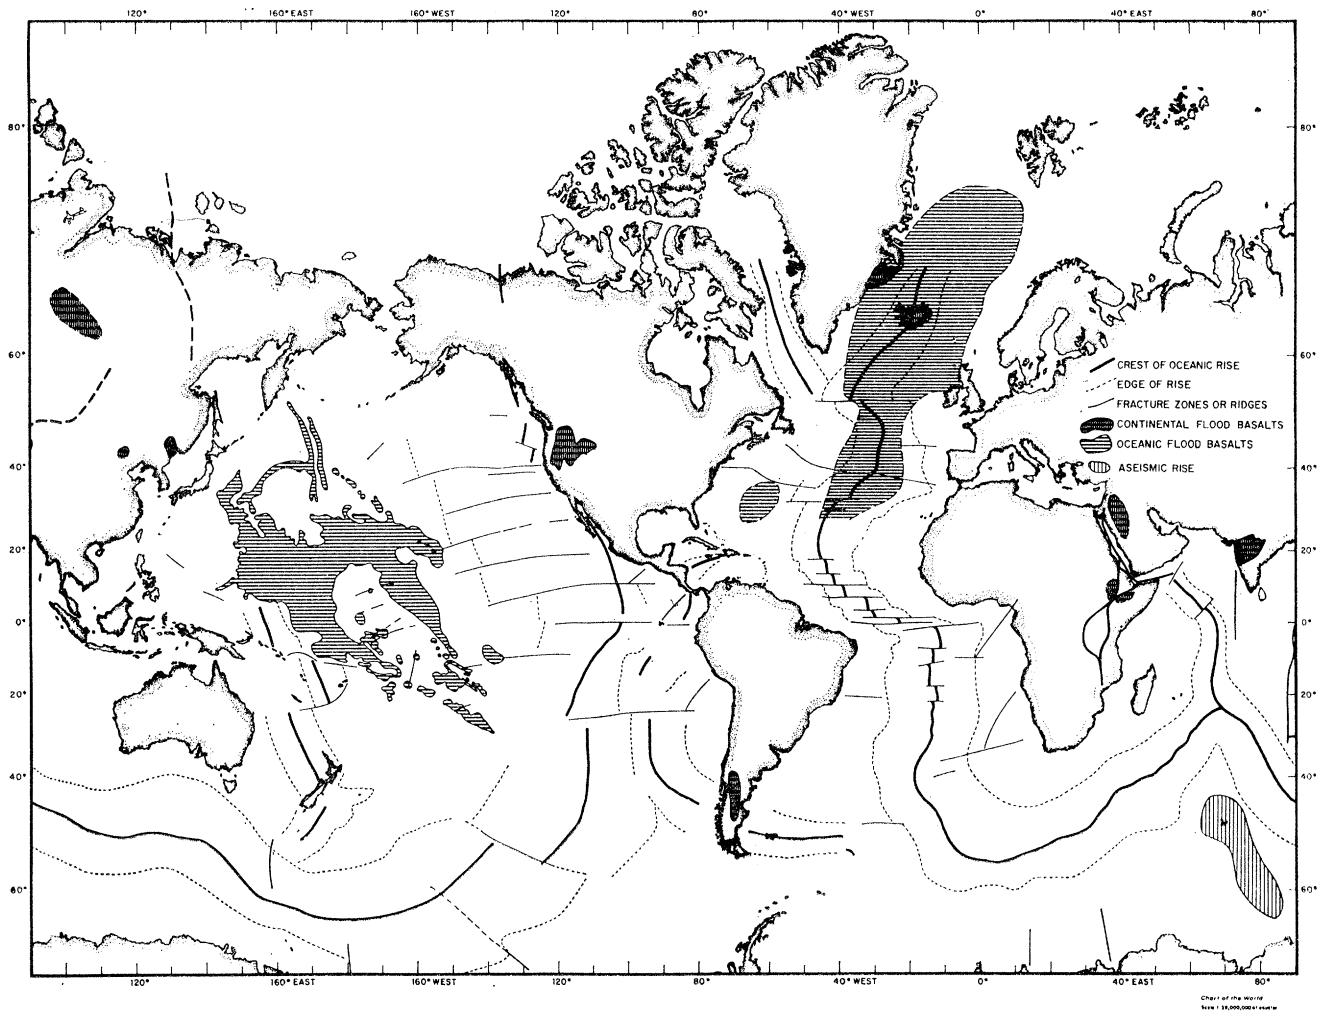 120° 160° EAST 160° WEST 120° 80° 40° WEST 0° 40° EAST 80°
80° 80°
60° 60°
CREST OF OCEANIC RISE
EDGE OF RISE
FRACTURE ZONES OR RIDGES
CONTINENTAL FLOOD BASALTS
OCEANIC FLOOD BASALTS
ASEISMIC RISE
40° 40°
20° 20°
0° 0°
20° 20°
40° 40°
60° 60°
120° 160° EAST 160° WEST 120° 80° 40° WEST 0° 40° EAST 80°
Chart of the World